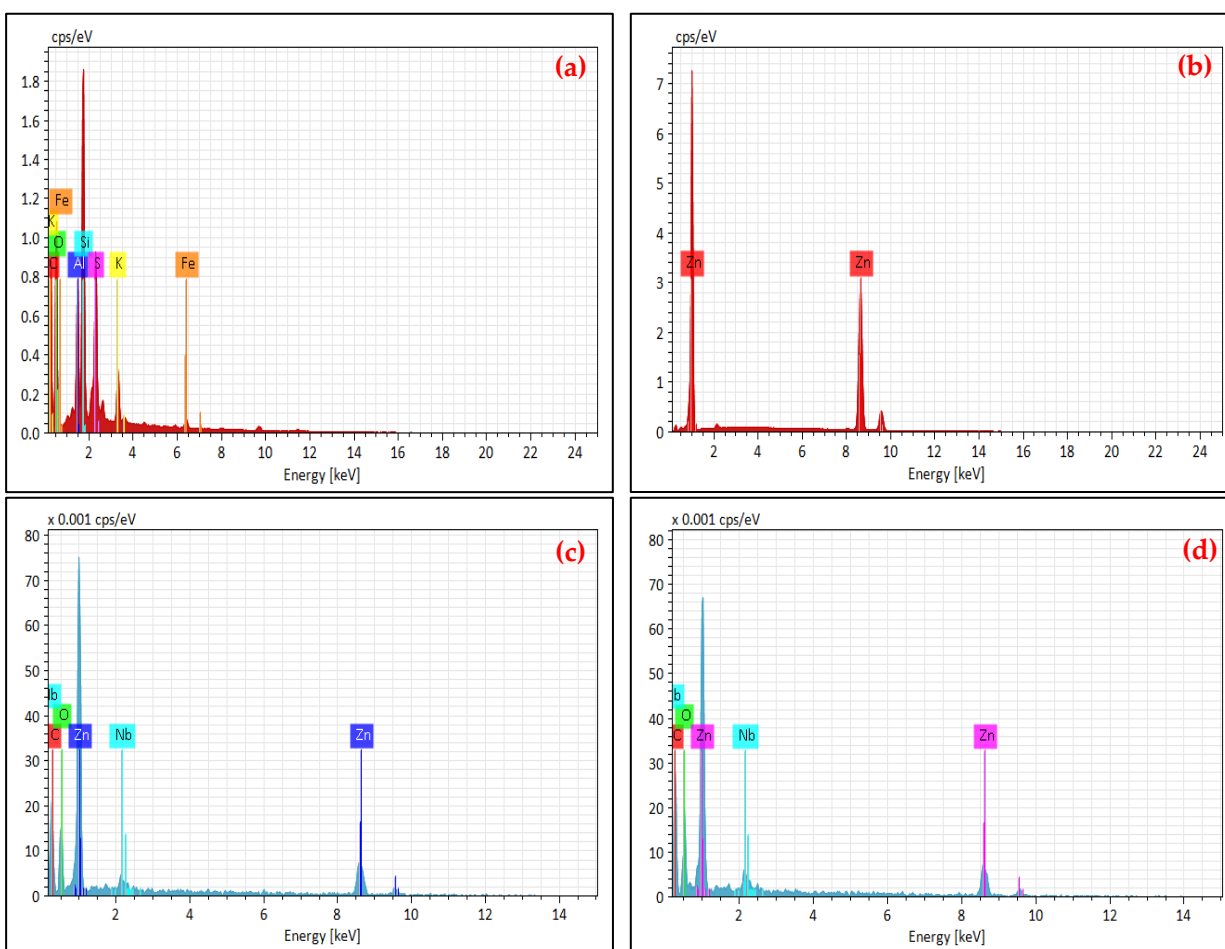 cps/eV
(a)
1.8
1.6
1.4
1.2
1.0
0.8
0.6
0.4
0.2
0.0
Fe
K
O
Si
C
Al
S
K
Fe
2 4 6 8 10 12 14 16 18 20 22 24
Energy [keV]
cps/eV
(b)
7
6
5
4
3
2
1
0
Zn
Zn
2 4 6 8 10 12 14 16 18 20 22 24
Energy [keV]
x 0.001 cps/eV
(c)
80
70
60
50
40
30
20
10
0
O
C
Zn
Nb
Zn
2 4 6 8 10 12 14
Energy [keV]
x 0.001 cps/eV
(d)
80
70
60
50
40
30
20
10
0
b
O
C
Zn
Nb
Zn
2 4 6 8 10 12 14
Energy [keV]